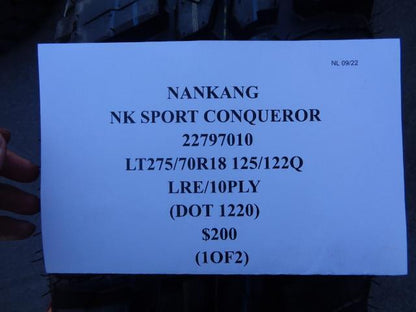 NL 09/22
NANKANG
NK SPORT CONQUEROR
22797010
LT275/70R18 125/122Q
LRE/10PLY
(DOT 1220)
$200
(1OF2)